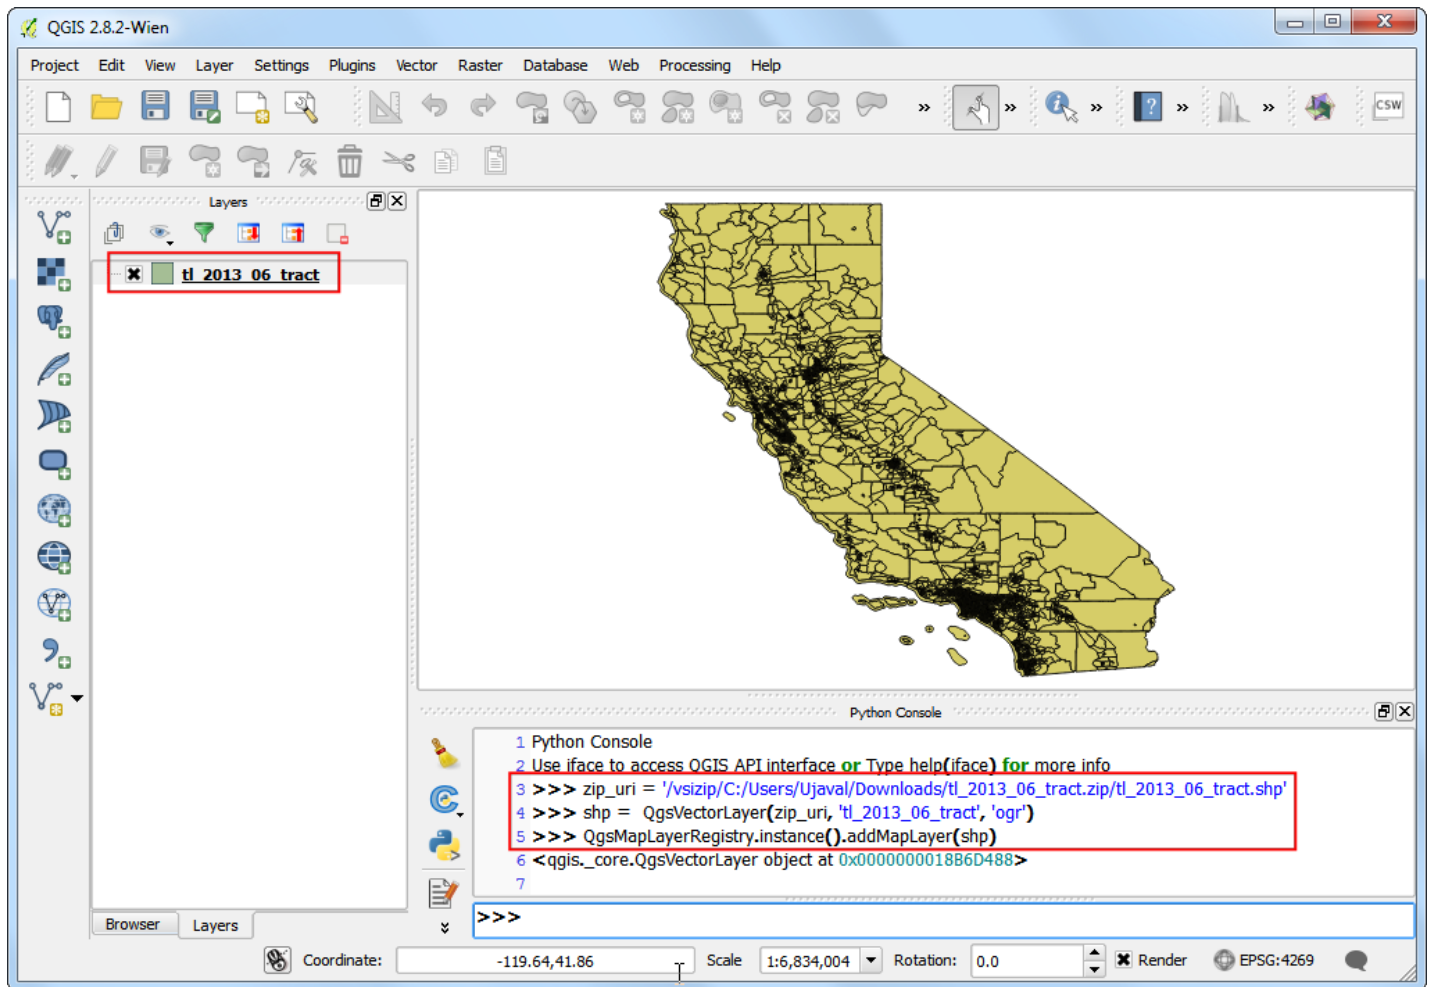 QGIS 2.8.2-Wien
Project Edit View Layer Settings Plugins Vector Raster Database Web Processing Help
» » » » » CSW
Layers
tl_2013_06_tract
Python Console
1 Python Console
2 Use iface to access QGIS API interface or Type help(iface) for more info
3 >>> zip_uri = '/vsizip/C:/Users/Ujaval/Downloads/tl_2013_06_tract.zip/tl_2013_06_tract.shp'
4 >>> shp = QgsVectorLayer(zip_uri, 'tl_2013_06_tract', 'ogr')
5 >>> QgsMapLayerRegistry.instance().addMapLayer(shp)
6 <qgis._core.QgsVectorLayer object at 0x0000000018B6D488>
7
>>>
Browser Layers
Coordinate: -119.64,41.86 Scale 1:6,834,004 Rotation: 0.0 Render EPSG:4269